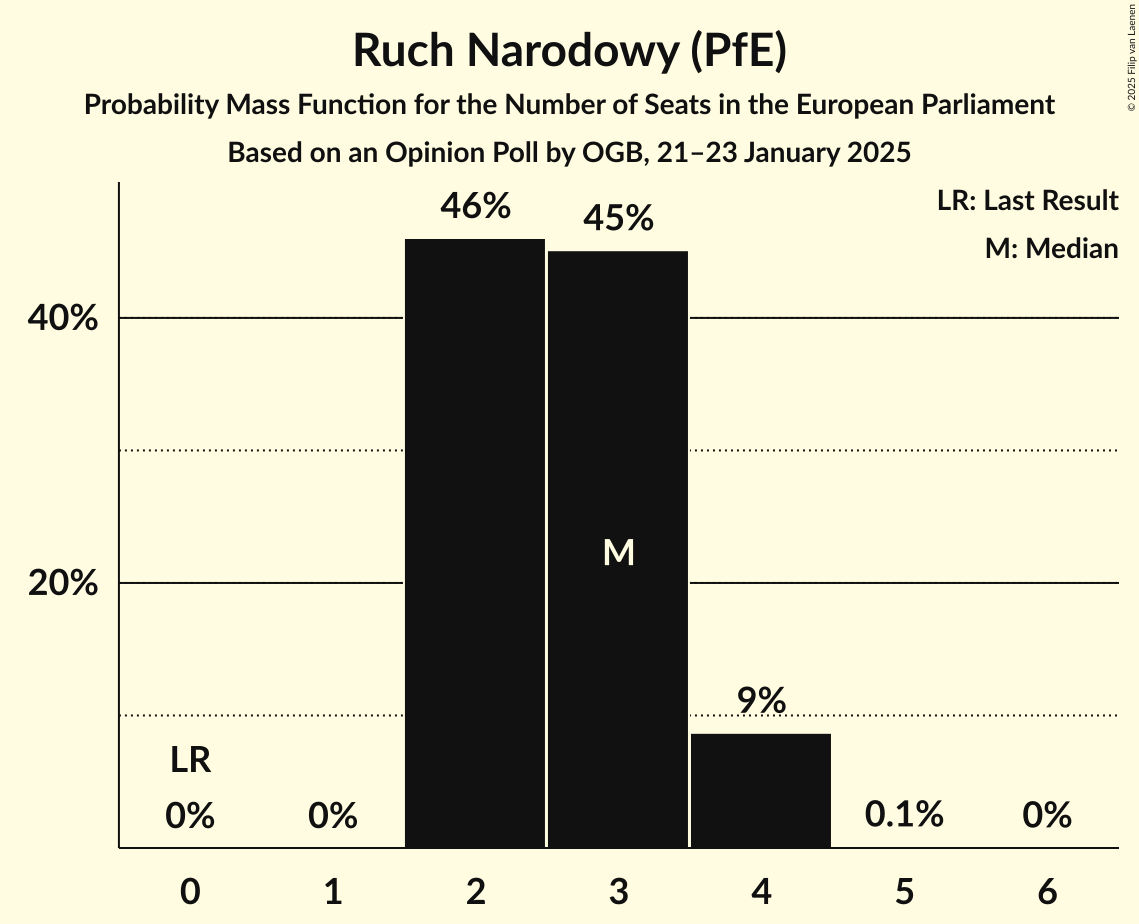 Ruch Narodowy (PfE)
Probability Mass Function for the Number of Seats in the European Parliament
Based on an Opinion Poll by OGB, 21–23 January 2025
© 2025 Filip van Laenen
LR: Last Result
M: Median
46%
45%
40%
M
20%
9%
LR
0%
0%
0.1%
0%
0 1 2 3 4 5 6